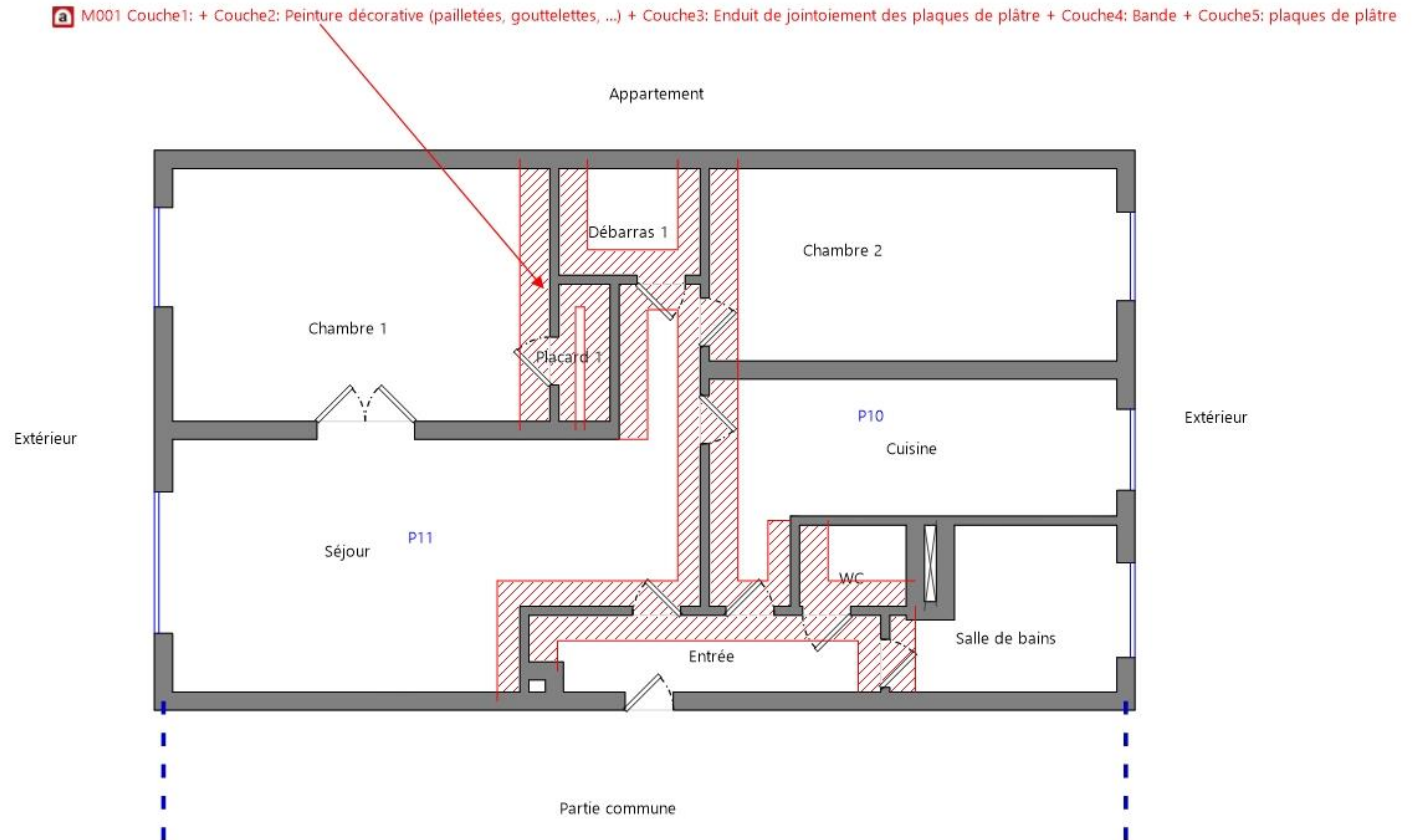 a M001 Couche1: + Couche2: Peinture décorative (pailletées, gouttelettes, ...) + Couche3: Enduit de jointoiement des plaques de plâtre + Couche4: Bande + Couche5: plaques de plâtre
Appartement
Débarras 1
Chambre 2
Chambre 1
Placard 1
P10
Extérieur
Extérieur
Cuisine
P11
Séjour
WC
Salle de bains
Entrée
Partie commune